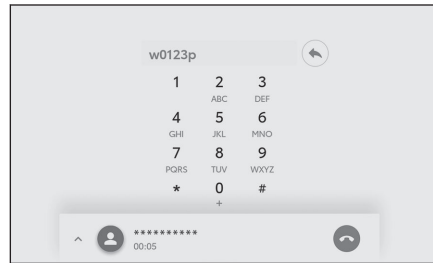 w0123p
1 2 3
ABC DEF
4 5 6
GHI JKL MNO
7 8 9
PQRS TUV WXYZ
* 0 #
+
**********
00:05